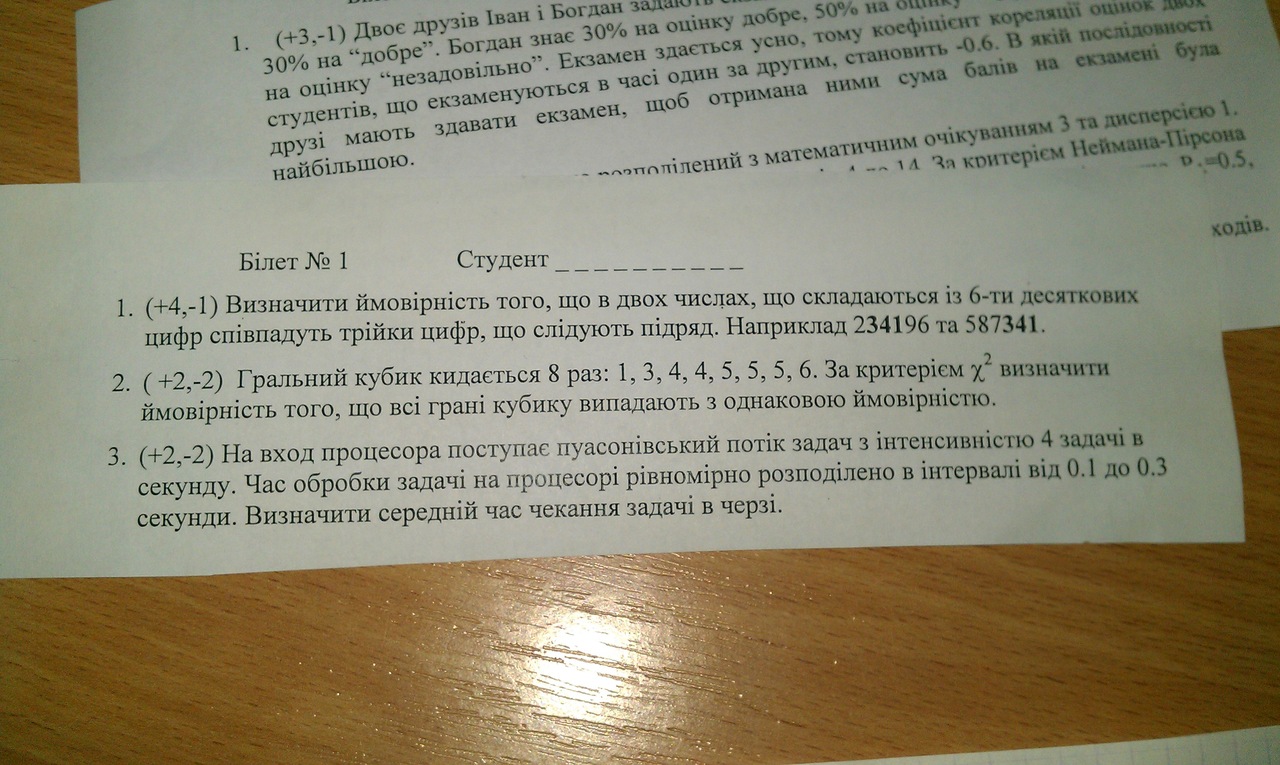 1. (+3,-1) Двоє друзів Іван і Богдан задають
30% на “добре”. Богдан знає 30% на оцінку добре, 50% на оцінку
на оцінку “незадовільно”. Екзамен здається усно, тому коефіцієнт кореляції оцінок двох
студентів, що екзаменуються в часі один за другим, становить -0.6. В якій послідовності
друзі мають здавати екзамен, щоб отримана ними сума балів на екзамені була
найбільшою.
розподілений з математичним очікуванням 3 та дисперсією 1.
14. За критерієм Неймана-Пірсона
=0.5,
ходів.
Білет № 1 Студент __________
1. (+4,-1) Визначити ймовірність того, що в двох числах, що складаються із 6-ти десяткових
цифр співпадуть трійки цифр, що слідують підряд. Наприклад 234196 та 587341.
2. ( +2,-2) Гральний кубик кидається 8 раз: 1, 3, 4, 4, 5, 5, 5, 6. За критерієм χ² визначити
ймовірність того, що всі грані кубику випадають з однаковою ймовірністю.
3. (+2,-2) На вход процесора поступає пуасонівський потік задач з інтенсивністю 4 задачі в
секунду. Час обробки задачі на процесорі рівномірно розподілено в інтервалі від 0.1 до 0.3
секунди. Визначити середній час чекання задачі в черзі.